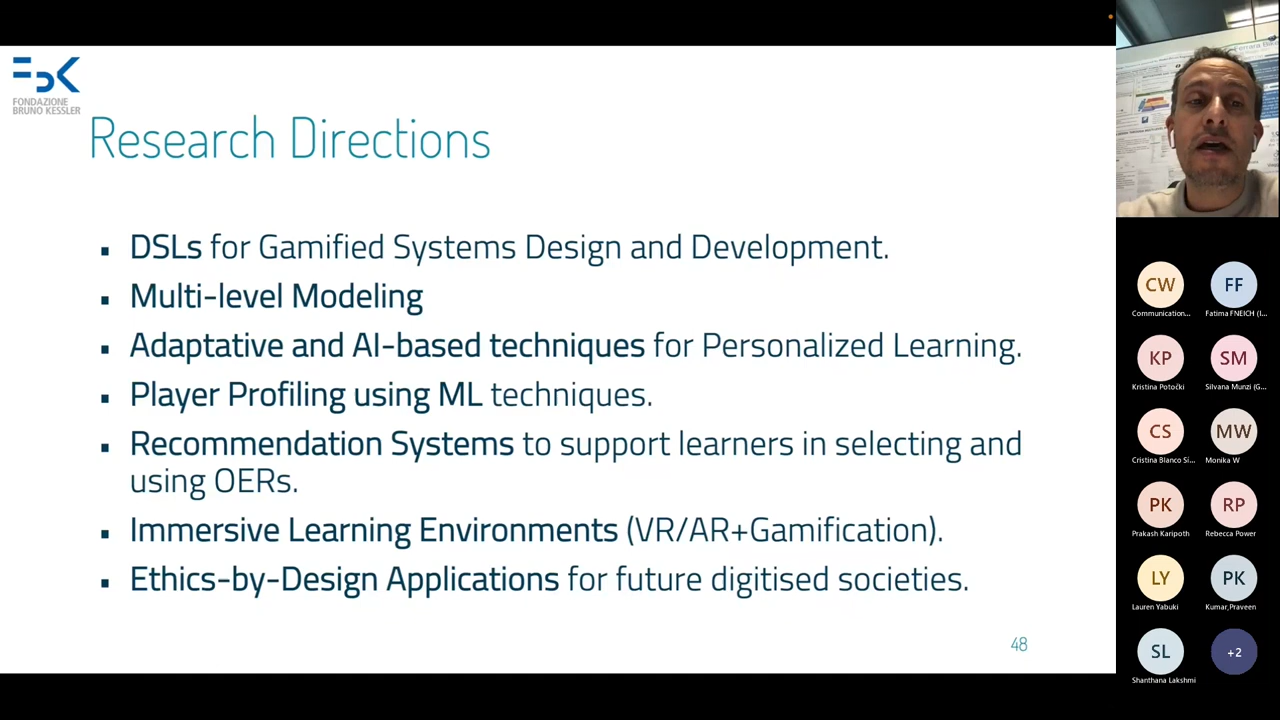 FBK
FONDAZIONE
BRUNO KESSLER
Research Directions
▪ DSLs for Gamified Systems Design and Development.
▪ Multi-level Modeling
▪ Adaptative and AI-based techniques for Personalized Learning.
▪ Player Profiling using ML techniques.
▪ Recommendation Systems to support learners in selecting and
using OERs.
▪ Immersive Learning Environments (VR/AR+Gamification).
▪ Ethics-by-Design Applications for future digitised societies.
48
CW
Communication...
FF
Fatima FNEICH (I...
KP
Kristina Potočki
SM
Silvana Munzi (G...
CS
Cristina Blanco Sí...
MW
Monika W
PK
Prakash Karipoth
RP
Rebecca Power
LY
Lauren Yabuki
PK
Kumar,Praveen
SL
Shanthana Lakshmi
+2